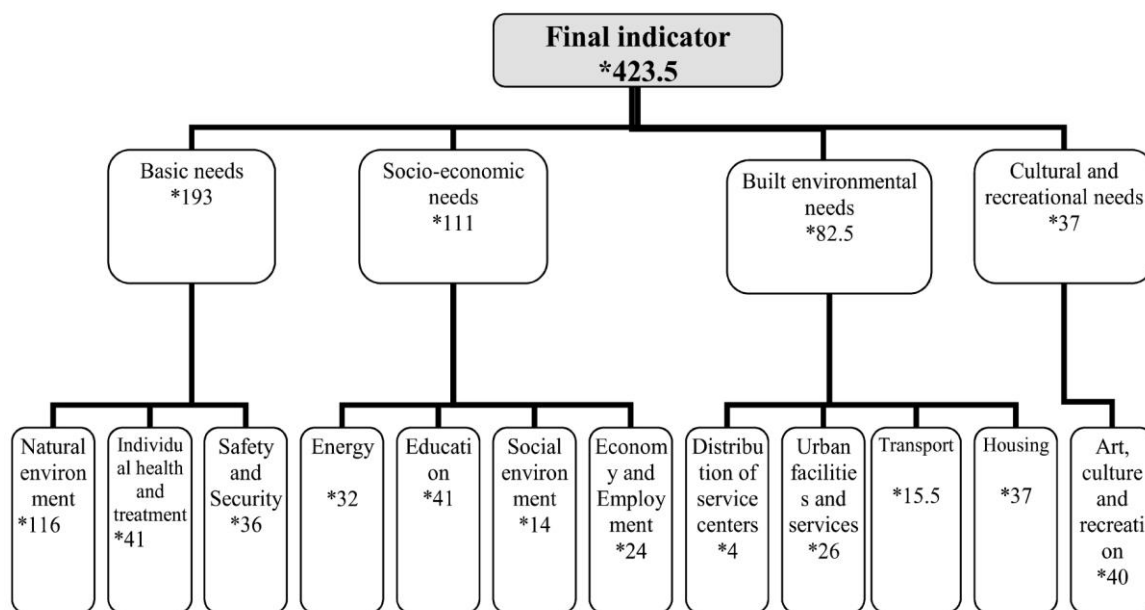 Final indicator
*423.5
Basic needs
*193
Socio-economic
needs
*111
Built environmental
needs
*82.5
Cultural and
recreational needs
*37
Natural
environ
ment
*116
Individu
al health
and
treatment
*41
Safety
and
Security
*36
Energy
*32
Educati
on
*41
Social
environ
ment
*14
Econom
y and
Employ
ment
*24
Distribu
tion of
service
centers
*4
Urban
facilitie
s and
services
*26
Transport
*15.5
Housing
*37
Art,
culture
and
recreati
on
*40